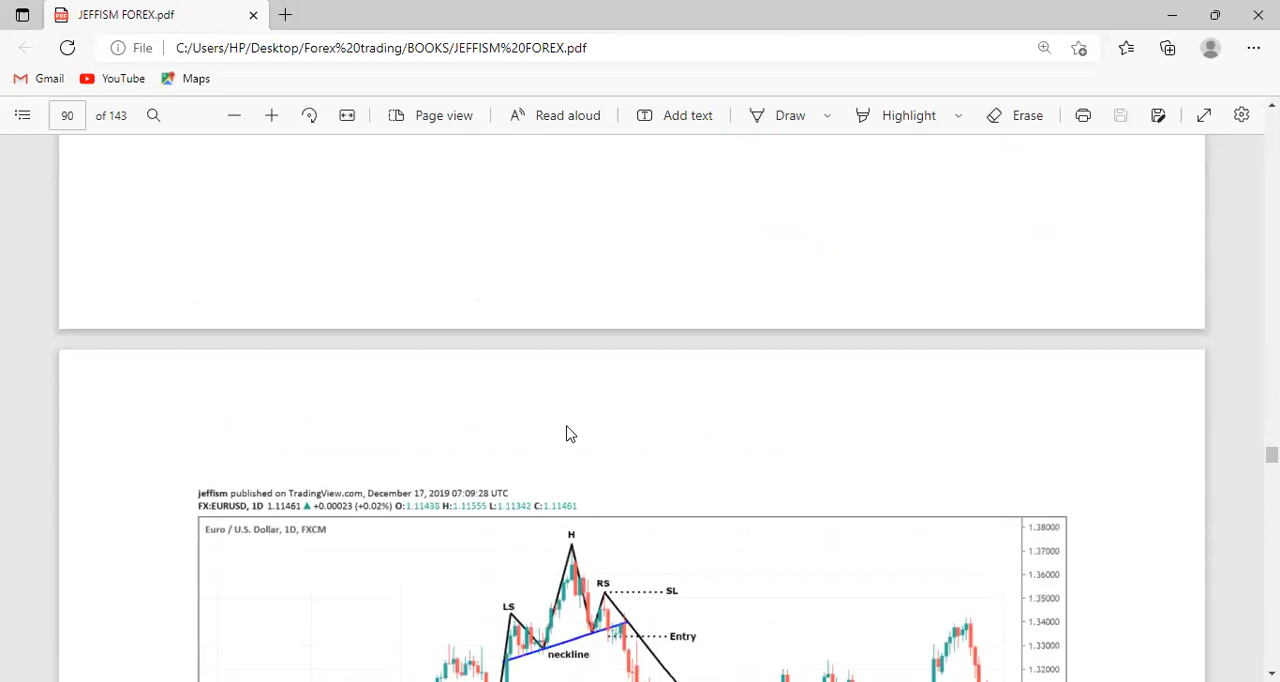 JEFFISM FOREX.pdf
File C:/Users/HP/Desktop/Forex%20trading/BOOKS/JEFFISM%20FOREX.pdf
Gmail YouTube Maps
90 of 143 Page view Read aloud Add text Draw Highlight Erase
jeffism published on TradingView.com, December 17, 2019 07:09:28 UTC
FX:EURUSD, 1D 1.11461 ▲ +0.00023 (+0.02%) O:1.11438 H:1.11555 L:1.11342 C:1.11461
Euro / U.S. Dollar, 1D, FXCM
1.38000
H
1.37000
1.36000
RS
SL
1.35000
LS
1.34000
Entry
1.33000
neckline
1.32000